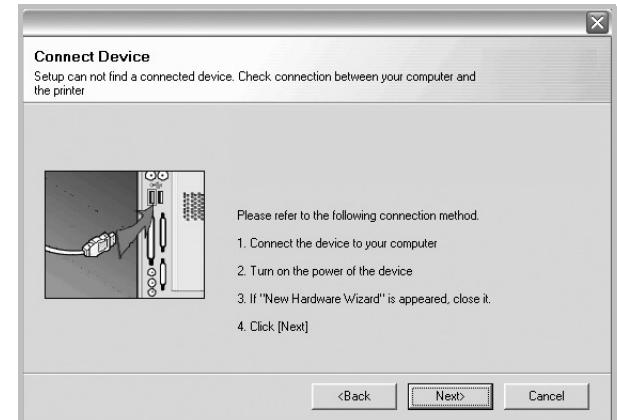 Connect Device
Setup can not find a connected device. Check connection between your computer and
the printer
Please refer to the following connection method.
1. Connect the device to your computer
2. Turn on the power of the device
3. If "New Hardware Wizard" is appeared, close it.
4. Click [Next]
<Back Next> Cancel